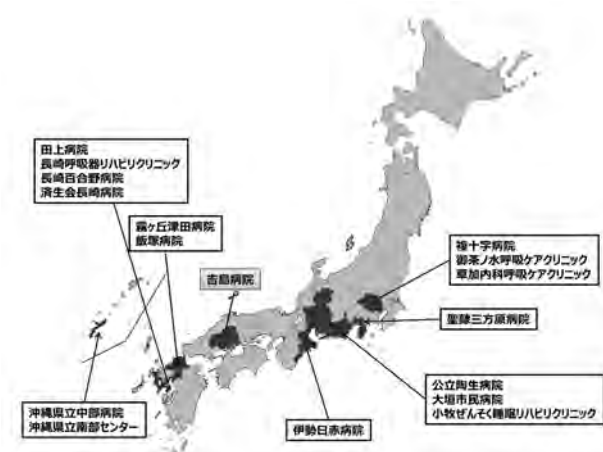 田上病院
長崎呼吸器リハビリクリニック
長崎百合野病院
済生会長崎病院
霧ヶ丘津田病院
飯塚病院
吉島病院
複十字病院
御茶ノ水呼吸ケアクリニック
草加内科呼吸ケアクリニック
聖隷三方原病院
公立陶生病院
大垣市民病院
小牧ぜんそく睡眠リハビリクリニック
伊勢日赤病院
沖縄県立中部病院
沖縄県立南部センター